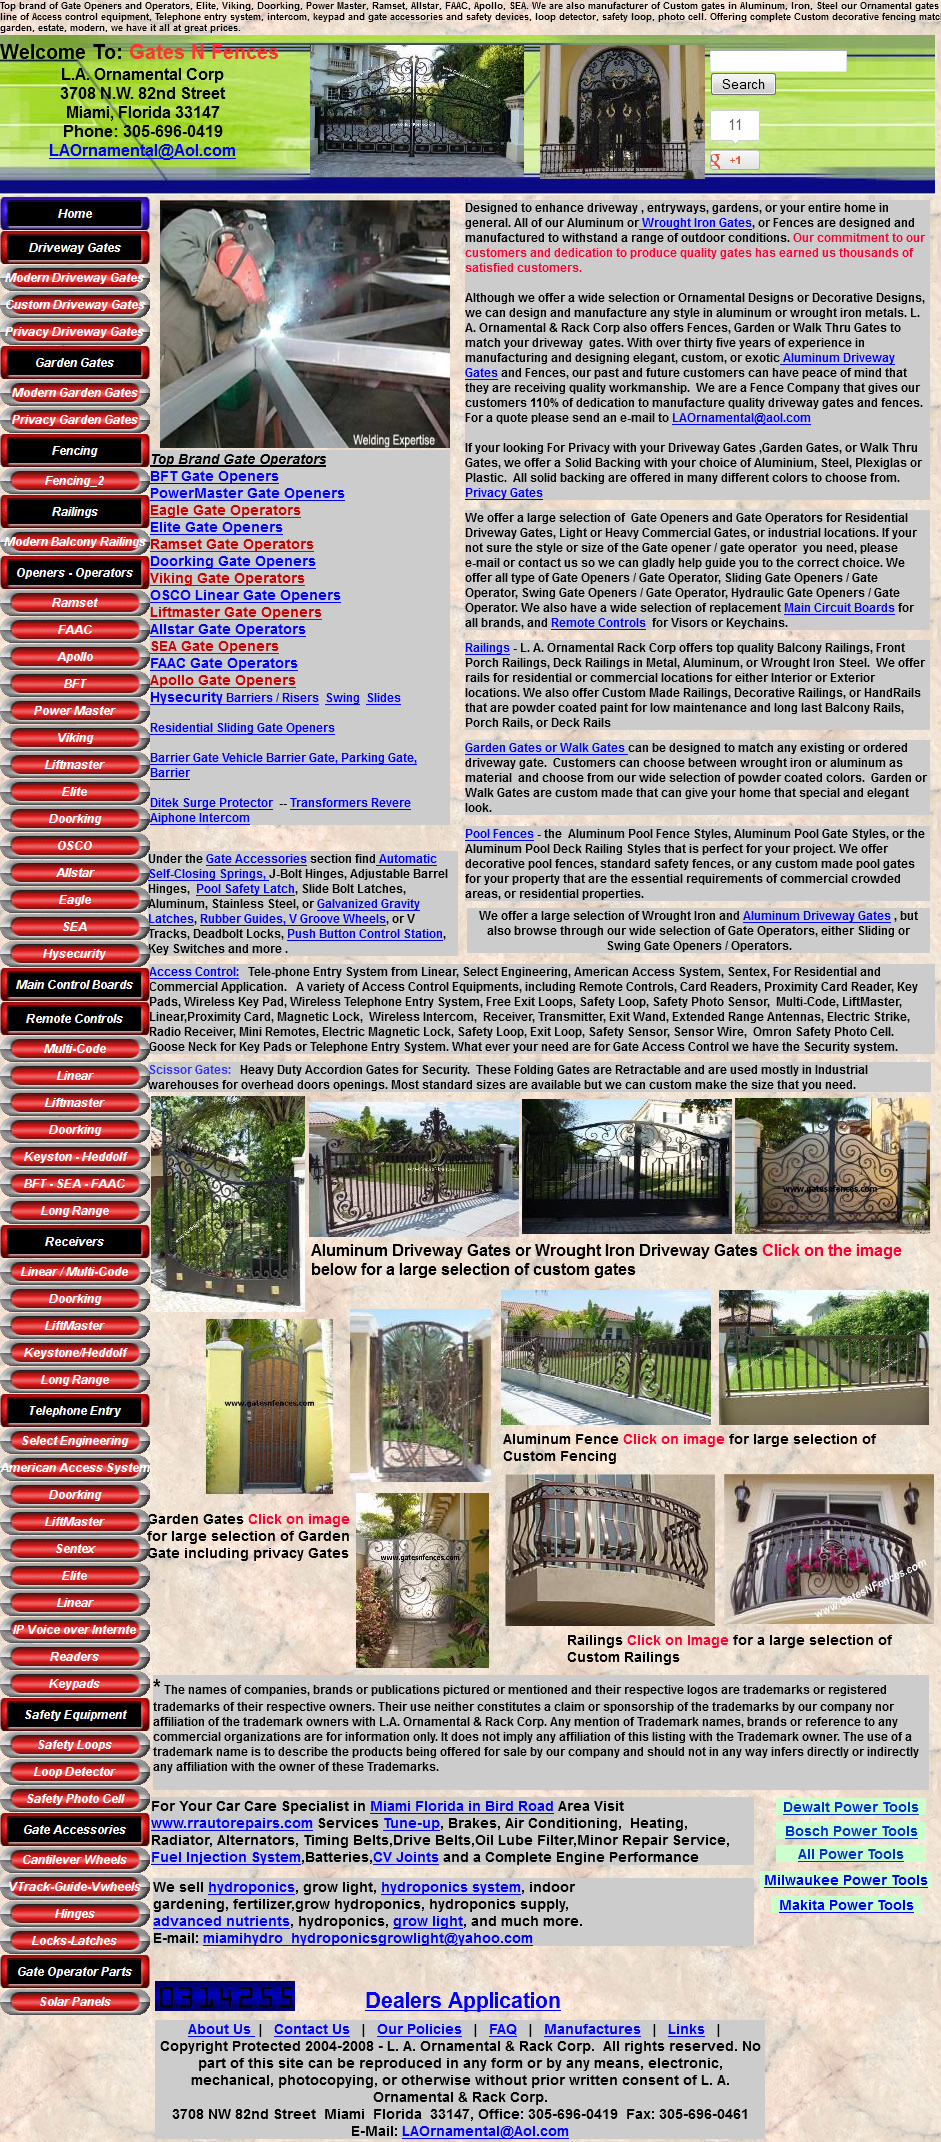 Top brand of Gate Openers and Operators, Elite, Viking, Doorking, Power Master, Ramset, Allstar, FAAC, Apollo, SEA. We are also manufacturer of Custom gates in Aluminum, Iron, Steel our Ornamental gates
line of Access control equipment, Telephone entry system, intercom, keypad and gate accessories and safety devices, loop detector, safety loop, photo cell. Offering complete Custom decorative fencing matc
garden, estate, modern, we have it all at great prices.
Welcome To: Gates N Fences
L.A. Ornamental Corp
3708 N.W. 82nd Street
Miami, Florida 33147
Phone: 305-696-0419
LAOrnamental@Aol.com
Search
11
g +1
Home
Driveway Gates
Modern Driveway Gates
Custom Driveway Gates
Privacy Driveway Gates
Garden Gates
Modern Garden Gates
Privacy Garden Gates
Fencing
Fencing_2
Railings
Modern Balcony Railings
Openers - Operators
Ramset
FAAC
Apollo
BFT
Power Master
Viking
Liftmaster
Elite
Doorking
OSCO
Allstar
Eagle
SEA
Hysecurity
Main Control Boards
Remote Controls
Multi-Code
Linear
Liftmaster
Doorking
Keyston - Heddolf
BFT - SEA - FAAC
Long Range
Receivers
Linear / Multi-Code
Doorking
LiftMaster
Keystone/Heddolf
Long Range
Telephone Entry
Select Engineering
American Access System
Doorking
LiftMaster
Sentex
Elite
Linear
IP Voice over Internte
Readers
Keypads
Safety Equipment
Safety Loops
Loop Detector
Safety Photo Cell
Gate Accessories
Cantilever Wheels
VTrack-Guide-Vwheels
Hinges
Locks-Latches
Gate Operator Parts
Solar Panels
Welding Expertise
Top Brand Gate Operators
BFT Gate Openers
PowerMaster Gate Openers
Eagle Gate Operators
Elite Gate Openers
Ramset Gate Operators
Doorking Gate Openers
Viking Gate Operators
OSCO Linear Gate Openers
Liftmaster Gate Openers
Allstar Gate Operators
SEA Gate Openers
FAAC Gate Operators
Apollo Gate Operators
Hysecurity Barriers / Risers Swing Slides
Residential Sliding Gate Openers
Barrier Gate Vehicle Barrier Gate, Parking Gate,
Barrier
Ditek Surge Protector -- Transformers Revere
Aiphone Intercom
Under the Gate Accessories section find Automatic
Self-Closing Springs, J-Bolt Hinges, Adjustable Barrel
Hinges, Pool Safety Latch, Slide Bolt Latches,
Aluminum, Stainless Steel, or Galvanized Gravity
Latches, Rubber Guides, V Groove Wheels, or V
Tracks, Deadbolt Locks, Push Button Control Station,
Key Switches and more .
Designed to enhance driveway , entryways, gardens, or your entire home in
general. All of our Aluminum or Wrought Iron Gates, or Fences are designed and
manufactured to withstand a range of outdoor conditions. Our commitment to our
customers and dedication to produce quality gates has earned us thousands of
satisfied customers.
Although we offer a wide selection or Ornamental Designs or Decorative Designs,
we can design and manufacture any style in aluminum or wrought iron metals. L.
A. Ornamental & Rack Corp also offers Fences, Garden or Walk Thru Gates to
match your driveway gates. With over thirty five years of experience in
manufacturing and designing elegant, custom, or exotic Aluminum Driveway
Gates and Fences, our past and future customers can have peace of mind that
they are receiving quality workmanship. We are a Fence Company that gives our
customers 110% of dedication to manufacture quality driveway gates and fences.
For a quote please send an e-mail to LAOrnamental@aol.com
If your looking For Privacy with your Driveway Gates ,Garden Gates, or Walk Thru
Gates, we offer a Solid Backing with your choice of Aluminium, Steel, Plexiglas or
Plastic. All solid backing are offered in many different colors to choose from.
Privacy Gates
We offer a large selection of Gate Openers and Gate Operators for Residential
Driveway Gates, Light or Heavy Commercial Gates, or industrial locations. If your
not sure the style or size of the Gate opener / gate operator you need, please
e-mail or contact us so we can gladly help guide you to the correct choice. We
offer all type of Gate Openers / Gate Operator, Sliding Gate Openers / Gate
Operator, Swing Gate Openers / Gate Operator, Hydraulic Gate Openers / Gate
Operator. We also have a wide selection of replacement Main Circuit Boards for
all brands, and Remote Controls for Visors or Keychains.
Railings - L. A. Ornamental Rack Corp offers top quality Balcony Railings, Front
Porch Railings, Deck Railings in Metal, Aluminum, or Wrought Iron Steel. We offer
rails for residential or commercial locations for either Interior or Exterior
locations. We also offer Custom Made Railings, Decorative Railings, or HandRails
that are powder coated paint for low maintenance and long last Balcony Rails,
Porch Rails, or Deck Rails
Garden Gates or Walk Gates can be designed to match any existing or ordered
driveway gate. Customers can choose between wrought iron or aluminum as
material and choose from our wide selection of powder coated colors. Garden or
Walk Gates are custom made that can give your home that special and elegant
look.
Pool Fences - the Aluminum Pool Fence Styles, Aluminum Pool Gate Styles, or the
Aluminum Pool Deck Railing Styles that is perfect for your project. We offer
decorative pool fences, standard safety fences, or any custom made pool gates
for your property that are the essential requirements of commercial crowded
areas, or residential properties.
We offer a large selection of Wrought Iron and Aluminum Driveway Gates , but
also browse through our wide selection of Gate Operators, either Sliding or
Swing Gate Openers / Operators.
Access Control: Tele-phone Entry System from Linear, Select Engineering, American Access System, Sentex, For Residential and
Commercial Application. A variety of Access Control Equipments, including Remote Controls, Card Readers, Proximity Card Reader, Key
Pads, Wireless Key Pad, Wireless Telephone Entry System, Free Exit Loops, Safety Loop, Safety Photo Sensor, Multi-Code, LiftMaster,
Linear,Proximity Card, Magnetic Lock, Wireless Intercom, Receiver, Transmitter, Exit Wand, Extended Range Antennas, Electric Strike,
Radio Receiver, Mini Remotes, Electric Magnetic Lock, Safety Loop, Exit Loop, Safety Sensor, Sensor Wire, Omron Safety Photo Cell.
Goose Neck for Key Pads or Telephone Entry System. What ever your need are for Gate Access Control we have the Security system.
Scissor Gates: Heavy Duty Accordion Gates for Security. These Folding Gates are Retractable and are used mostly in Industrial
warehouses for overhead doors openings. Most standard sizes are available but we can custom make the size that you need.
www.gatesnfences.com
Aluminum Driveway Gates or Wrought Iron Driveway Gates Click on the image
below for a large selection of custom gates
www.gatesnfences.com
Aluminum Fence Click on image for large selection of
Custom Fencing
Garden Gates Click on image
for large selection of Garden
Gate including privacy Gates
www.gatesnfences.com
www.GatesNFences.com
Railings Click on Image for a large selection of
Custom Railings
* The names of companies, brands or publications pictured or mentioned and their respective logos are trademarks or registered
trademarks of their respective owners. Their use neither constitutes a claim or sponsorship of the trademarks by our company nor
affiliation of the trademark owners with L.A. Ornamental & Rack Corp. Any mention of Trademark names, brands or reference to any
commercial organizations are for information only. It does not imply any affiliation of this listing with the Trademark owner. The use of a
trademark name is to describe the products being offered for sale by our company and should not in any way infers directly or indirectly
any affiliation with the owner of these Trademarks.
For Your Car Care Specialist in Miami Florida in Bird Road Area Visit
www.rrautorepairs.com Services Tune-up, Brakes, Air Conditioning, Heating,
Radiator, Alternators, Timing Belts,Drive Belts,Oil Lube Filter,Minor Repair Service,
Fuel Injection System,Batteries,CV Joints and a Complete Engine Performance
Dewalt Power Tools
Bosch Power Tools
All Power Tools
Milwaukee Power Tools
Makita Power Tools
We sell hydroponics, grow light, hydroponics system, indoor
gardening, fertilizer,grow hydroponics, hydroponics supply,
advanced nutrients, hydroponics, grow light, and much more.
E-mail: miamihydro_hydroponicsgrowlight@yahoo.com
0314255
Dealers Application
About Us | Contact Us | Our Policies | FAQ | Manufactures | Links |
Copyright Protected 2004-2008 - L. A. Ornamental & Rack Corp. All rights reserved. No
part of this site can be reproduced in any form or by any means, electronic,
mechanical, photocopying, or otherwise without prior written consent of L. A.
Ornamental & Rack Corp.
3708 NW 82nd Street Miami Florida 33147, Office: 305-696-0419 Fax: 305-696-0461
E-Mail: LAOrnamental@Aol.com